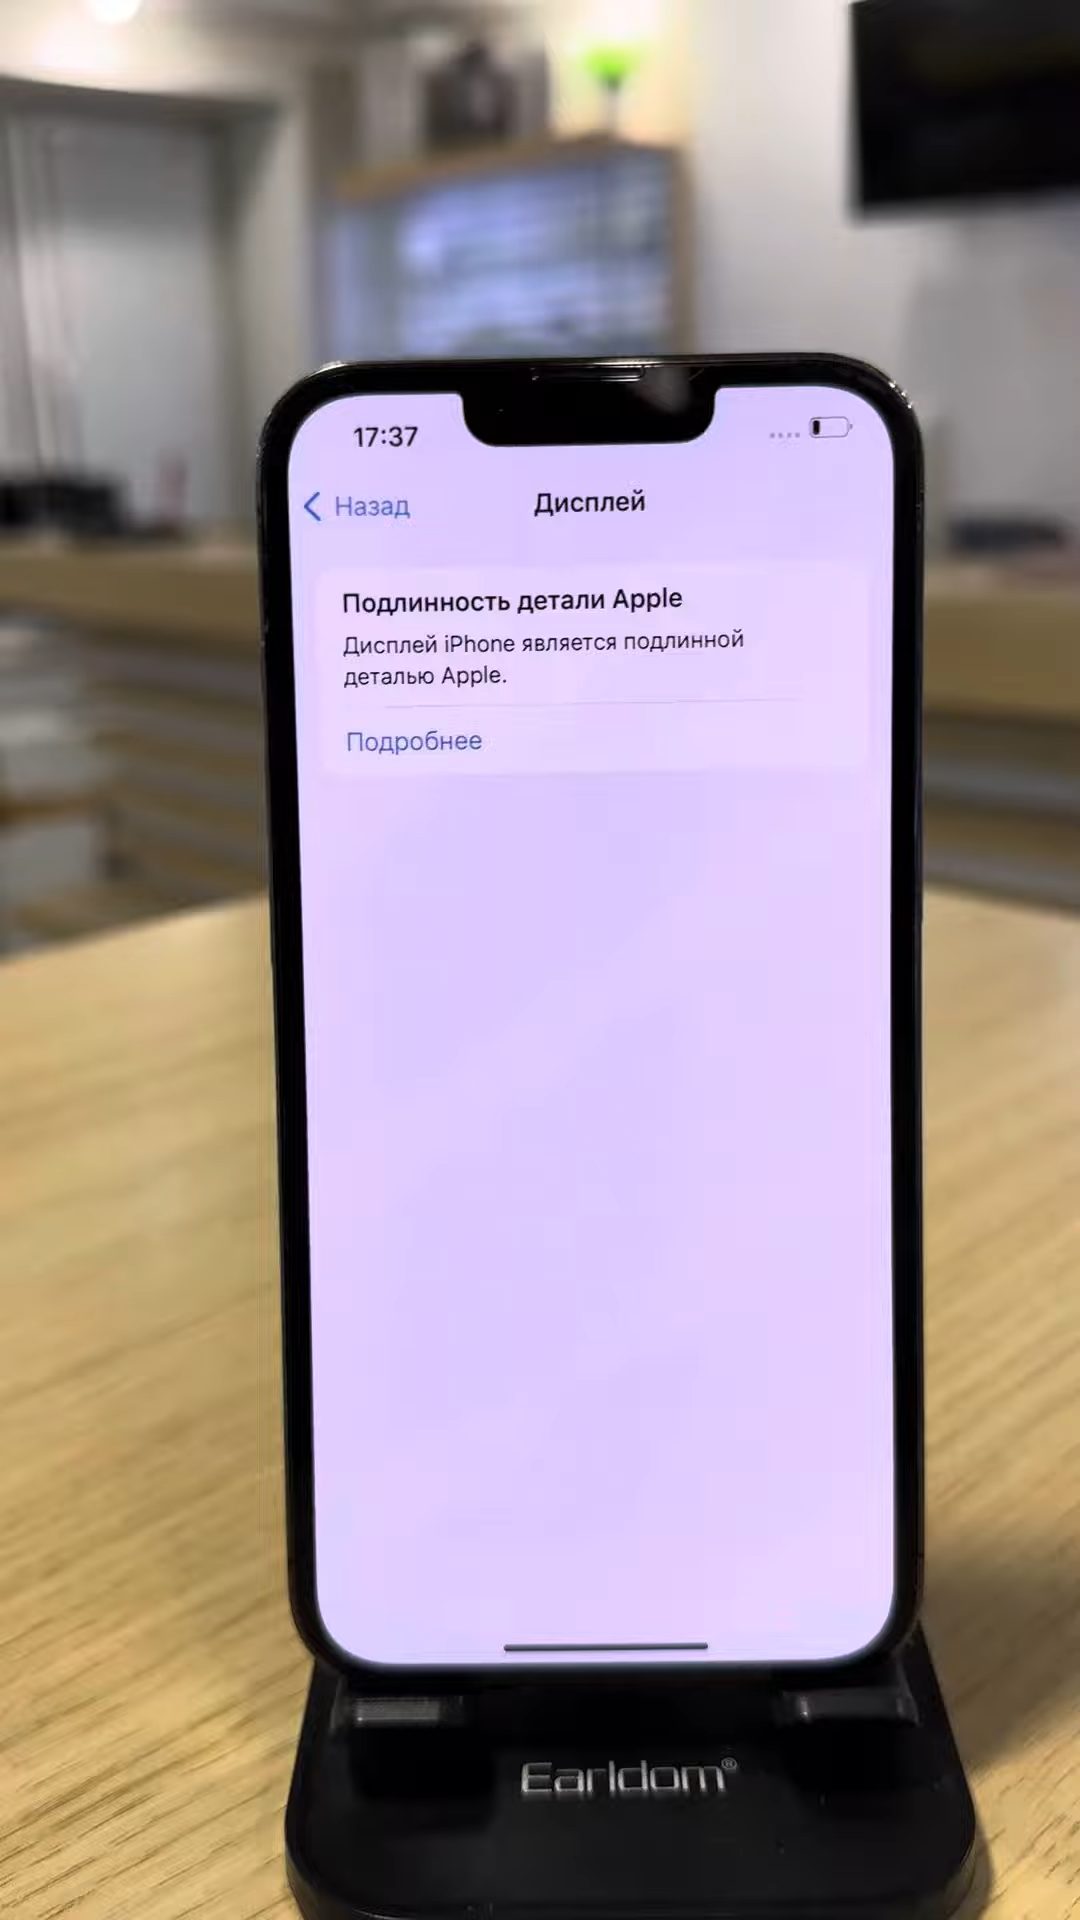 17:37
Назад
Дисплей
Подлинность детали Apple
Дисплей iPhone является подлинной
деталью Apple.
Подробнее
Earldom®